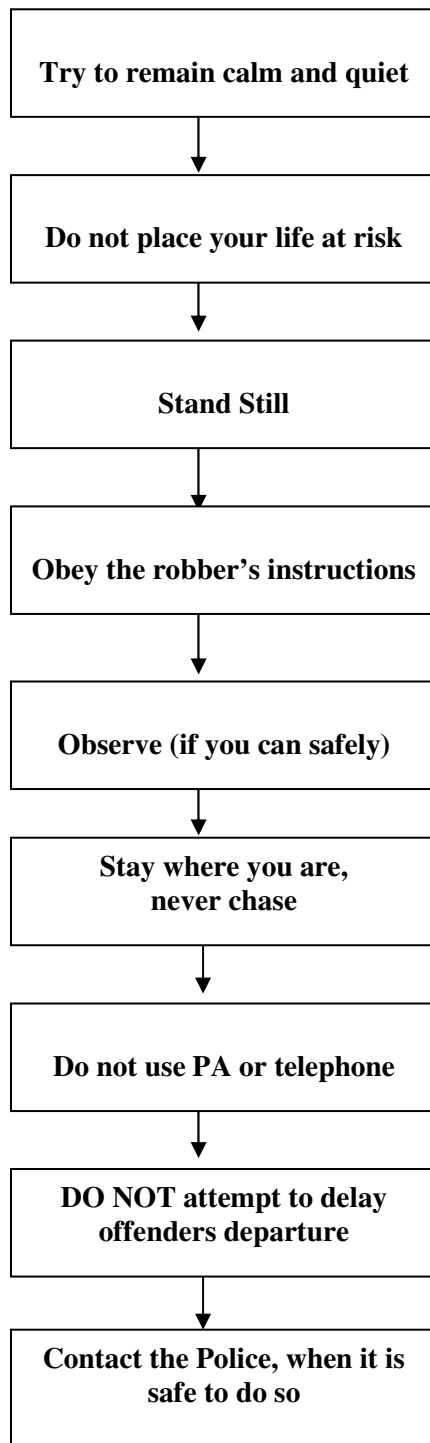 Try to remain calm and quiet
Do not place your life at risk
Stand Still
Obey the robber’s instructions
Observe (if you can safely)
Stay where you are,
never chase
Do not use PA or telephone
DO NOT attempt to delay
offenders departure
Contact the Police, when it is
safe to do so